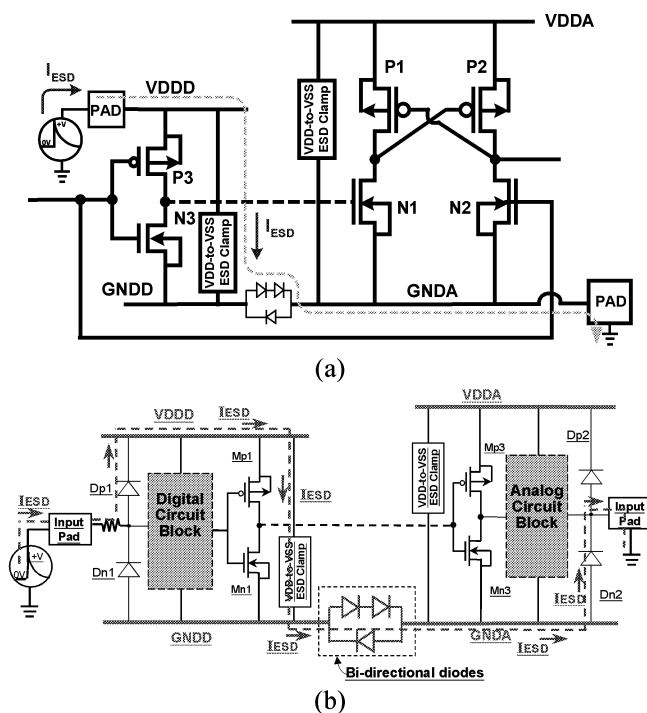 VDDA
I_ESD
VDDD
P1
P2
PAD
+V
0V
P3
VDD-to-VSS
ESD Clamp
N3
N1
N2
VDD-to-VSS
ESD Clamp
I_ESD
GNDD
GNDA
PAD
(a)
VDDD
I_ESD
VDDA
Mp1
Mp3
Dp2
Dp1
I_ESD
VDD-to-VSS
ESD Clamp
I_ESD
Digital
Circuit
Block
Analog
Circuit
Block
Input
Pad
Input
Pad
+V
0V
Dn1
Mn1
VDD-to-VSS
ESD Clamp
Mn3
Dn2
I_ESD
GNDD
I_ESD
GNDA
I_ESD
Bi-directional diodes
(b)